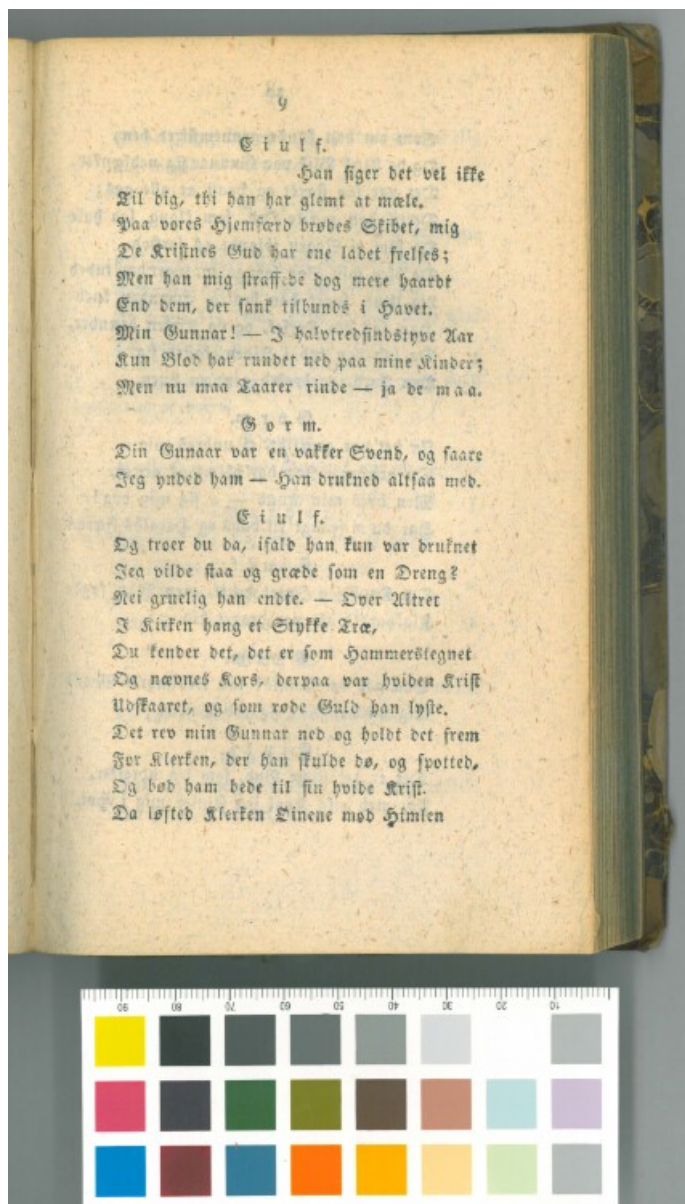 9
Eiulf.
Han siger det vel ikke
Til dig, thi han har glemt at mæle.
Paa vores Hjemfærd brødes Skibet, mig
De Kristnes Gud har ene ladet frelses;
Men han mig straffede dog mere haardt
End dem, der sank tilbunds i Havet.
Min Gunnar! — I halvtredsindstyve Aar
Kun Blod har rundet ned paa mine Kinder;
Men nu maa Taarer rinde — ja de maa.
Gorm.
Din Gunaar var en vakker Svend, og saare
Jeg ynded ham — Han drukned altsaa med.
Eiulf.
Og troer du da, ifald han kun var druknet
Jeg vilde staa og græde som en Dreng?
Nei gruelig han endte. — Over Altret
I Kirken hang et Stykke Træ,
Du kender det, det er som Hammerstegnet
Og nævnes Kors, derpaa var hviden Krist
Udskaaret, og som røde Guld han lyste.
Det rev min Gunnar ned og holdt det frem
For Klerken, der han skulde dø, og spotted,
Og bød ham bede til sin hvide Krist.
Da løfted Klerken Øinene mod Himlen
90 80 70 60 50 40 30 20 10